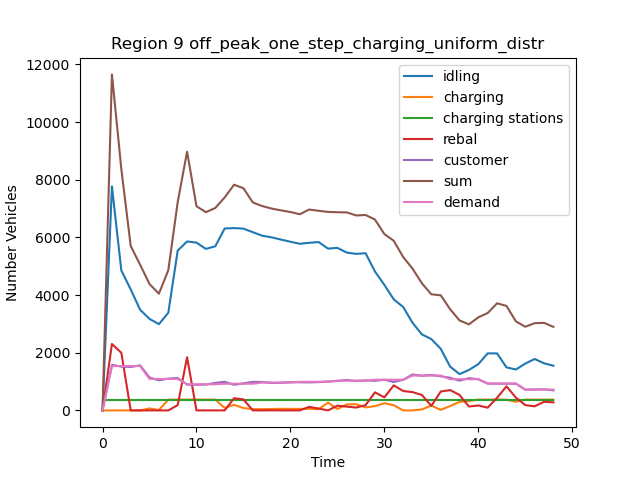 Region 9 off_peak_one_step_charging_uniform_distr
12000
10000
8000
6000
4000
2000
0
Number Vehicles
idling
charging
charging stations
rebal
customer
sum
demand
0 10 20 30 40 50
Time